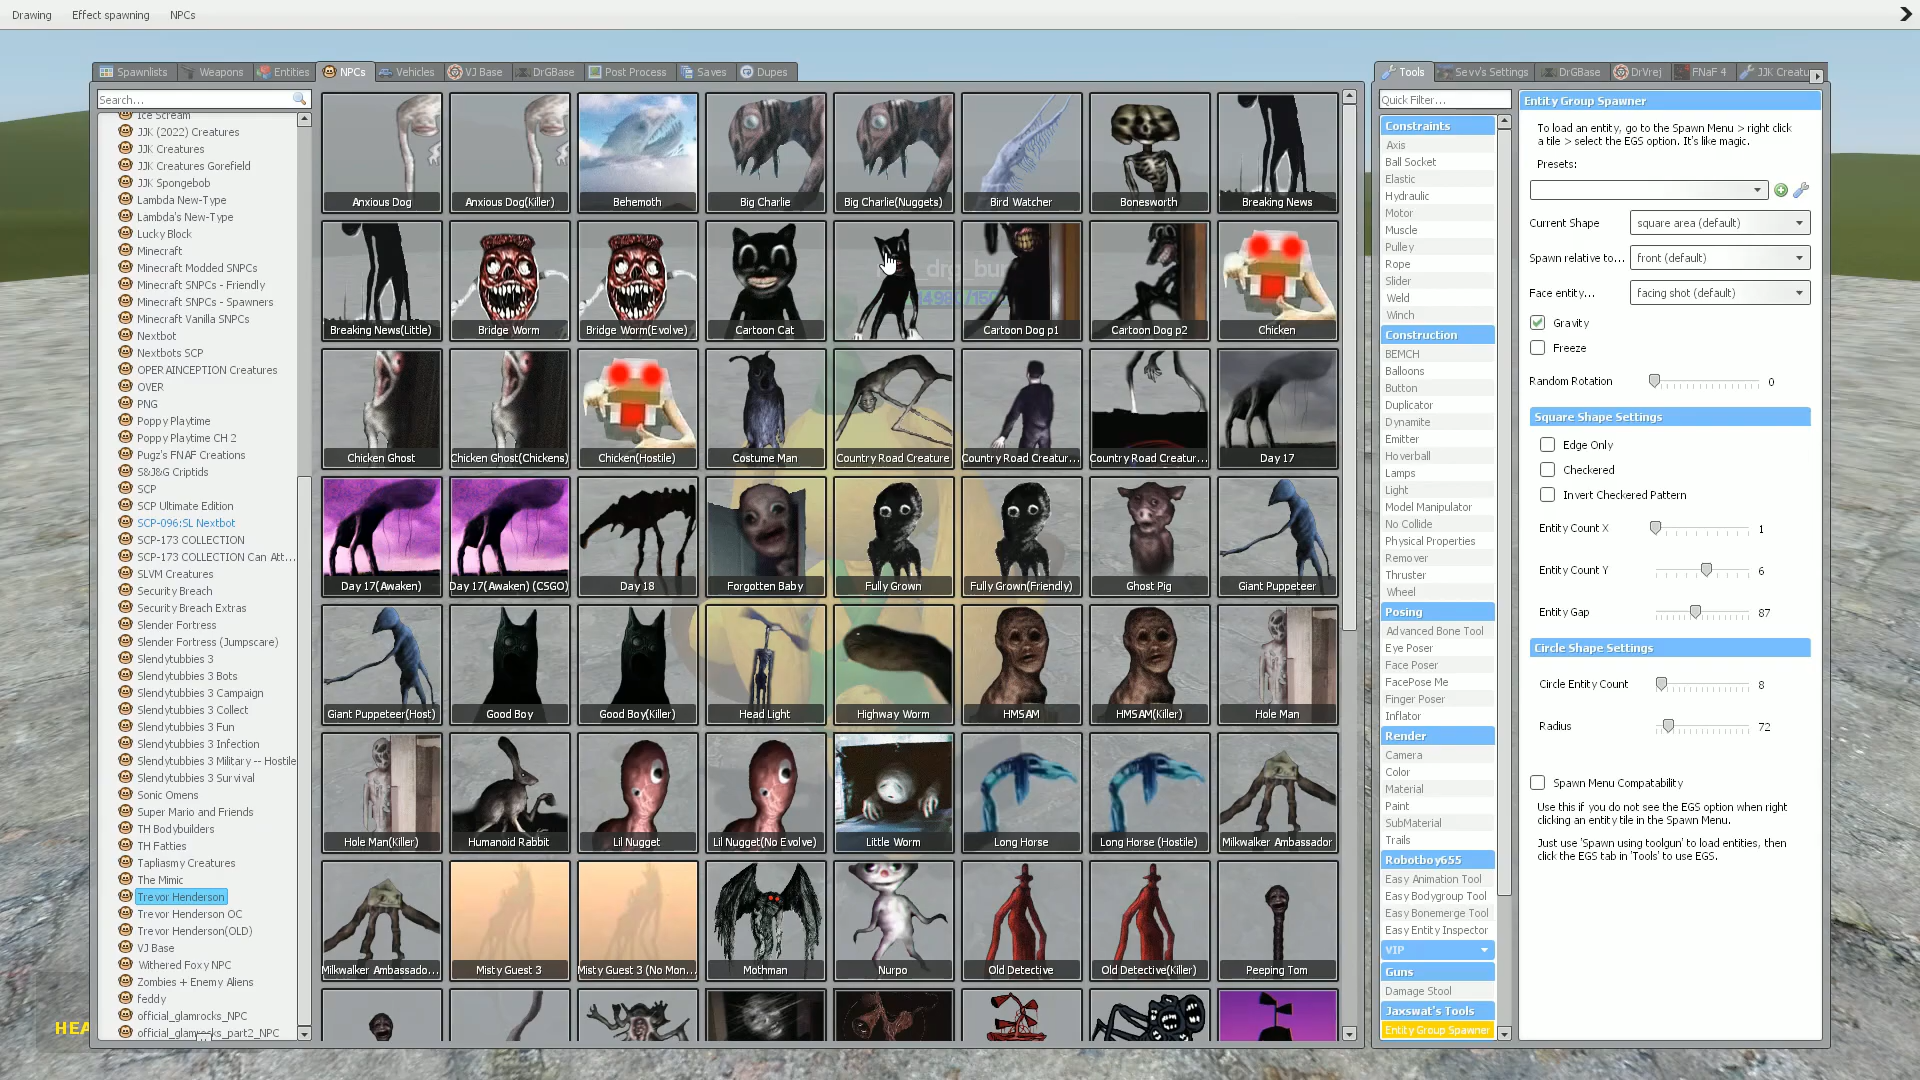 Drawing Effect spawning NPCs
Spawnlists Weapons Entities NPCs Vehicles VJ Base DrGBase Post Process Saves Dupes
Search...
Ice Scream
JJK (2022) Creatures
JJK Creatures
JJK Creatures Gorefield
JJK Spongebob
Lambda New-Type
Lambda's New-Type
Lucky Block
Minecraft
Minecraft Modded SNPCs
Minecraft SNPCs - Friendly
Minecraft SNPCs - Spawners
Minecraft Vanilla SNPCs
Nextbot
Nextbots SCP
OPERAINCEPTION Creatures
OVER
PNG
Poppy Playtime
Poppy Playtime CH 2
Pugz's FNAF Creations
S&J&G Criptids
SCP
SCP Ultimate Edition
SCP-096:SL Nextbot
SCP-173 COLLECTION
SCP-173 COLLECTION Can Att...
SLVM Creatures
Security Breach
Security Breach Extras
Slender Fortress
Slender Fortress (Jumpscare)
Slendytubbies 3
Slendytubbies 3 Bots
Slendytubbies 3 Campaign
Slendytubbies 3 Collect
Slendytubbies 3 Fun
Slendytubbies 3 Infection
Slendytubbies 3 Military -- Hostile
Slendytubbies 3 Survival
Sonic Omens
Super Mario and Friends
TH Bodybuilders
TH Fatties
Tapliasmy Creatures
The Mimic
Trevor Henderson
Trevor Henderson OC
Trevor Henderson(OLD)
VJ Base
Withered Foxy NPC
Zombies + Enemy Aliens
feddy
official_glamrocks_NPC
official_glamrocks_part2_NPC
HEA
Anxious Dog Anxious Dog(Killer) Behemoth Big Charlie Big Charlie(Nuggets) Bird Watcher Bonesworth Breaking News
Breaking News(Little) Bridge Worm Bridge Worm(Evolve) Cartoon Cat Cartoon Dog p1 Cartoon Dog p2 Chicken
Chicken Ghost Chicken Ghost(Chickens) Chicken(Hostile) Costume Man Country Road Creature Country Road Creatur... Country Road Creatur... Day 17
Day 17(Awaken) Day 17(Awaken) (CSGO) Day 18 Forgotten Baby Fully Grown Fully Grown(Friendly) Ghost Pig Giant Puppeteer
Giant Puppeteer(Host) Good Boy Good Boy(Killer) Head Light Highway Worm HMSAM HMSAM(Killer) Hole Man
Hole Man(Killer) Humanoid Rabbit Lil Nugget Lil Nugget(No Evolve) Little Worm Long Horse Long Horse (Hostile) Milkwalker Ambassador
Milkwalker Ambassado... Misty Guest 3 Misty Guest 3 (No Mon... Mothman Nurpo Old Detective Old Detective(Killer) Peeping Tom
Tools Sevv's Settings DrGBase DrVrej FNaF 4 JJK Creatu
Quick Filter...
Constraints
Axis
Ball Socket
Elastic
Hydraulic
Motor
Muscle
Pulley
Rope
Slider
Weld
Winch
Construction
BEMCH
Balloons
Button
Duplicator
Dynamite
Emitter
Hoverball
Lamps
Light
Model Manipulator
No Collide
Physical Properties
Remover
Thruster
Wheel
Posing
Advanced Bone Tool
Eye Poser
Face Poser
FacePose Me
Finger Poser
Inflator
Render
Camera
Color
Material
Paint
SubMaterial
Trails
Robotboy655
Easy Animation Tool
Easy Bodygroup Tool
Easy Bonemerge Tool
Easy Entity Inspector
VIP
Guns
Damage Stool
Jaxswat's Tools
Entity Group Spawner
Entity Group Spawner
To load an entity, go to the Spawn Menu > right click
a tile > select the EGS option. It's like magic.
Presets:
Current Shape square area (default)
Spawn relative to... front (default)
Face entity... facing shot (default)
Gravity
Freeze
Random Rotation 0
Square Shape Settings
Edge Only
Checkered
Invert Checkered Pattern
Entity Count X 1
Entity Count Y 6
Entity Gap 87
Circle Shape Settings
Circle Entity Count 8
Radius 72
Spawn Menu Compatability
Use this if you do not see the EGS option when right
clicking an entity tile in the Spawn Menu.
Just use 'Spawn using toolgun' to load entities, then
click the EGS tab in 'Tools' to use EGS.